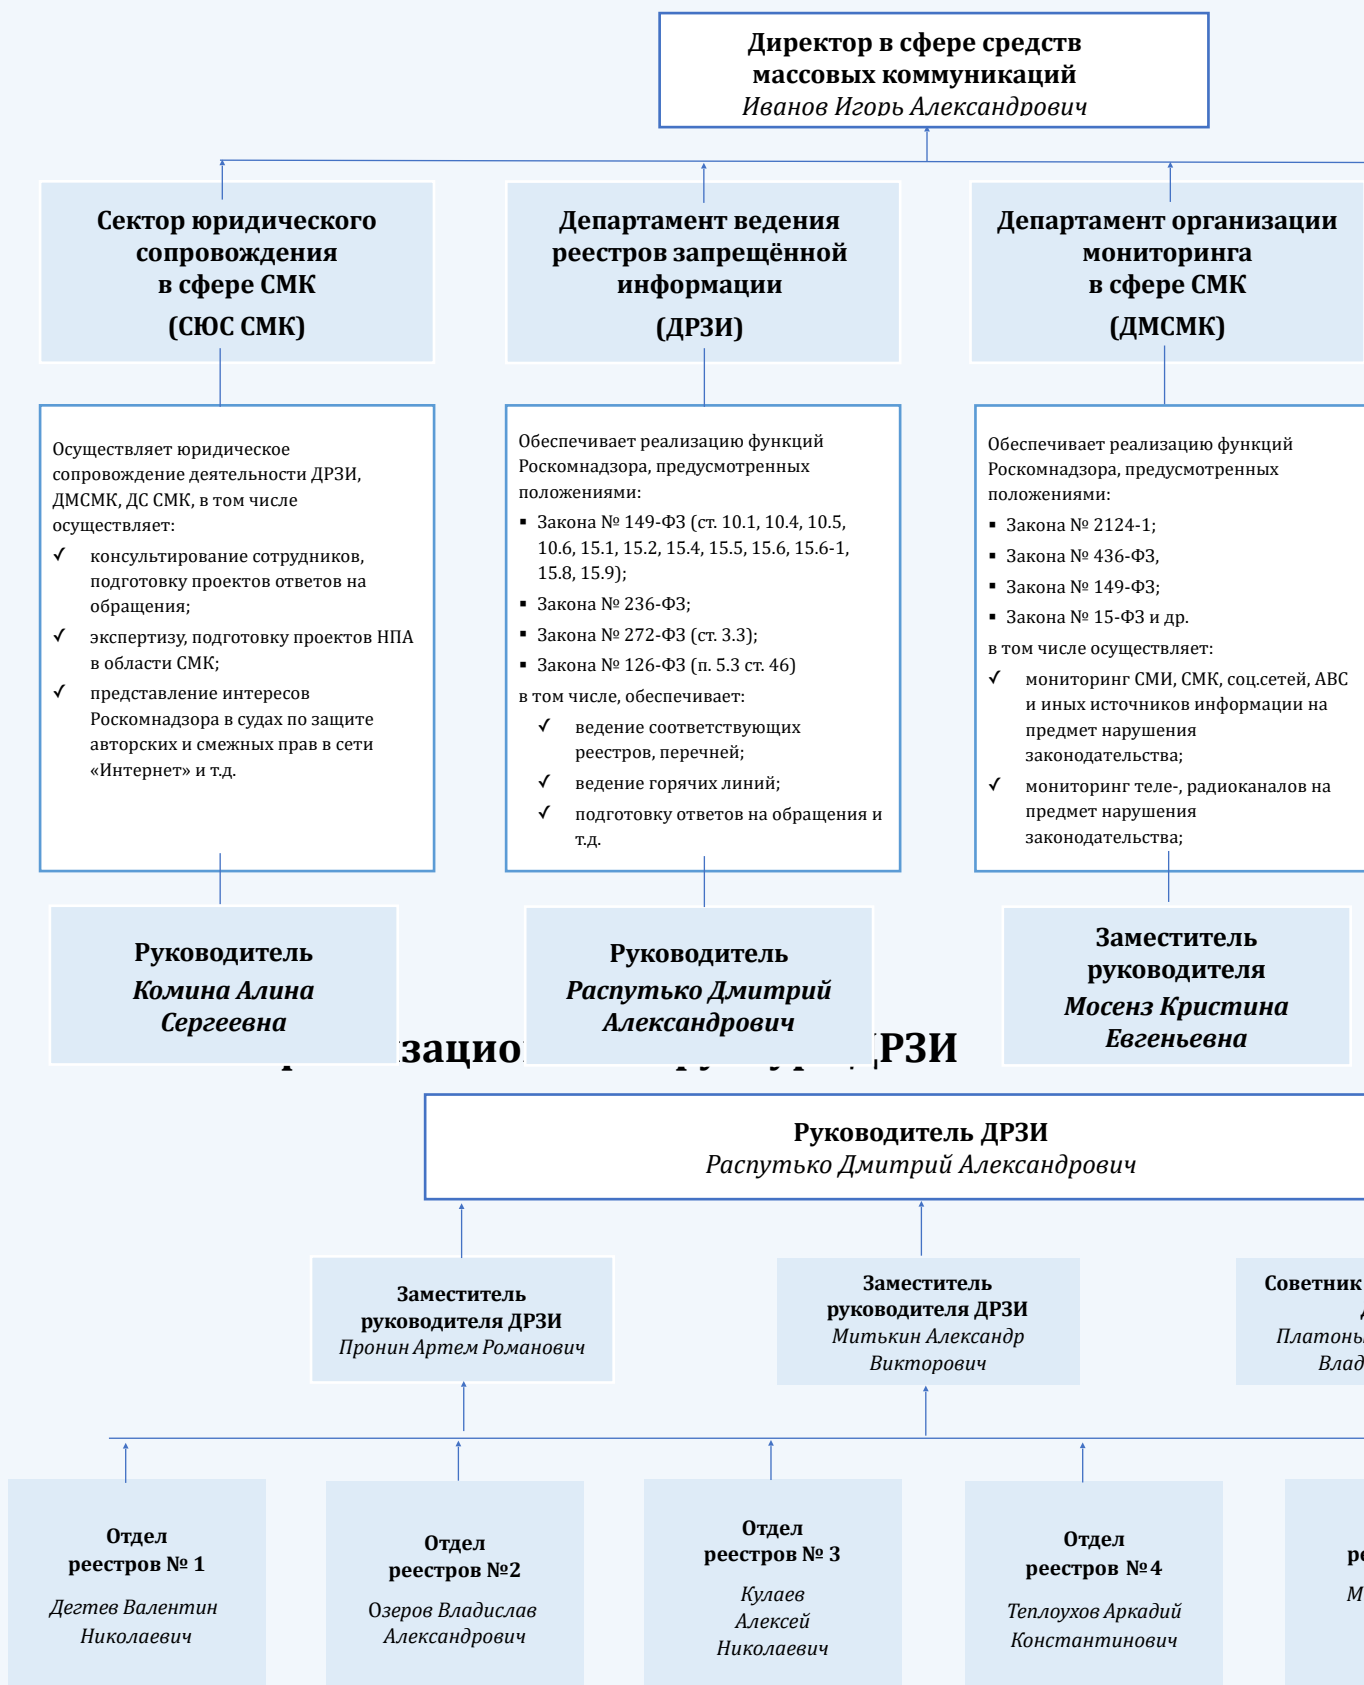 Директор в сфере средств
массовых коммуникаций
Иванов Игорь Александрович
Сектор юридического
сопровождения
в сфере СМК
(СЮС СМК)
Департамент ведения
реестров запрещённой
информации
(ДРЗИ)
Департамент организации
мониторинга
в сфере СМК
(ДМСМК)
Осуществляет юридическое
сопровождение деятельности ДРЗИ,
ДМСМК, ДС СМК, в том числе
осуществляет:
✓ консультирование сотрудников,
подготовку проектов ответов на
обращения;
✓ экспертизу, подготовку проектов НПА
в области СМК;
✓ представление интересов
Роскомнадзора в судах по защите
авторских и смежных прав в сети
«Интернет» и т.д.
Обеспечивает реализацию функций
Роскомнадзора, предусмотренных
положениями:
▪ Закона № 149-ФЗ (ст. 10.1, 10.4, 10.5,
10.6, 15.1, 15.2, 15.4, 15.5, 15.6, 15.6-1,
15.8, 15.9);
▪ Закона № 236-ФЗ;
▪ Закона № 272-ФЗ (ст. 3.3);
▪ Закона № 126-ФЗ (п. 5.3 ст. 46)
в том числе, обеспечивает:
✓ ведение соответствующих
реестров, перечней;
✓ ведение горячих линий;
✓ подготовку ответов на обращения и
т.д.
Обеспечивает реализацию функций
Роскомнадзора, предусмотренных
положениями:
▪ Закона № 2124-1;
▪ Закона № 436-ФЗ,
▪ Закона № 149-ФЗ;
▪ Закона № 15-ФЗ и др.
в том числе осуществляет:
✓ мониторинг СМИ, СМК, соц.сетей, АВС
и иных источников информации на
предмет нарушения
законодательства;
✓ мониторинг теле-, радиоканалов на
предмет нарушения
законодательства;
Руководитель
Комина Алина
Сергеевна
Руководитель
Распутько Дмитрий
Александрович
Заместитель
руководителя
Мосенз Кристина
Евгеньевна
ДРЗИ
Руководитель ДРЗИ
Распутько Дмитрий Александрович
Заместитель
руководителя ДРЗИ
Пронин Артем Романович
Заместитель
руководителя ДРЗИ
Митькин Александр
Викторович
Советник
Отдел
реестров № 1
Дегтев Валентин
Николаевич
Отдел
реестров №2
Озеров Владислав
Александрович
Отдел
реестров № 3
Кулаев
Алексей
Николаевич
Отдел
реестров №4
Теплоухов Аркадий
Константинович